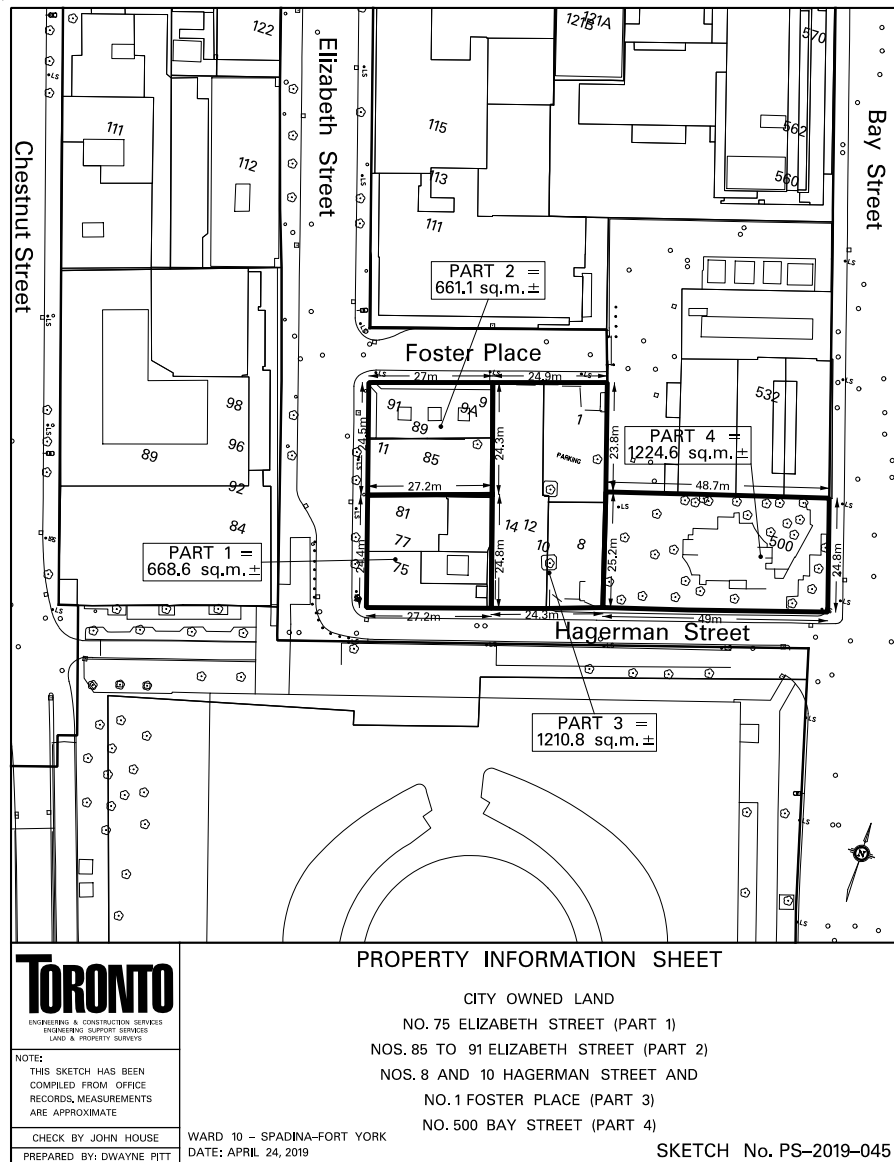 122
121B
121A
570
111
112
Elizabeth Street
115
113
111
562
560
Bay Street
Chestnut Street
PART 2 =
661.1 sq.m.±
Foster Place
27m
24.9m
91
9A
9
89
1
24.5m
24.3m
23.8m
11
85
PARKING
PART 4 =
1224.6 sq.m.±
532
98
96
89
92
84
27.2m
48.7m
81
77
75
14
12
10
8
500
24.4m
24.8m
25.2m
24.8m
PART 1 =
668.6 sq.m.±
27.2m
24.3m
49m
Hagerman Street
PART 3 =
1210.8 sq.m.±
N
TORONTO
ENGINEERING & CONSTRUCTION SERVICES
ENGINEERING SUPPORT SERVICES
LAND & PROPERTY SURVEYS
NOTE:
THIS SKETCH HAS BEEN
COMPILED FROM OFFICE
RECORDS, MEASUREMENTS
ARE APPROXIMATE
CHECK BY JOHN HOUSE
PREPARED BY: DWAYNE PITT
PROPERTY INFORMATION SHEET
CITY OWNED LAND
NO. 75 ELIZABETH STREET (PART 1)
NOS. 85 TO 91 ELIZABETH STREET (PART 2)
NOS. 8 AND 10 HAGERMAN STREET AND
NO. 1 FOSTER PLACE (PART 3)
NO. 500 BAY STREET (PART 4)
WARD 10 – SPADINA–FORT YORK
DATE: APRIL 24, 2019
SKETCH No. PS–2019–045